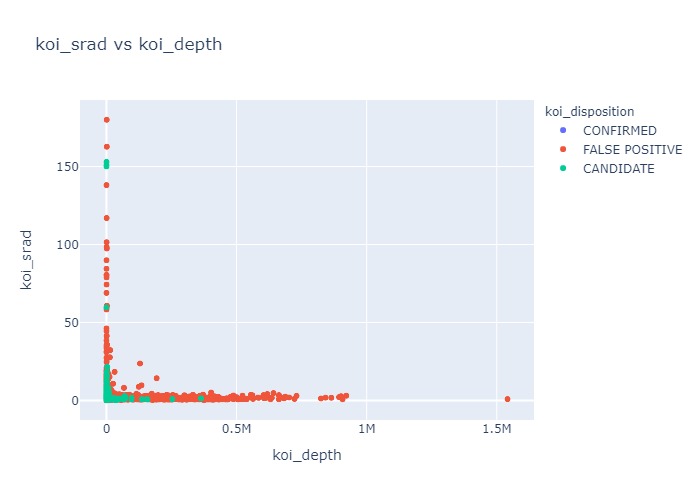 koi_srad vs koi_depth
koi_disposition
CONFIRMED
FALSE POSITIVE
CANDIDATE
koi_srad
150
100
50
0
0
0.5M
1M
1.5M
koi_depth